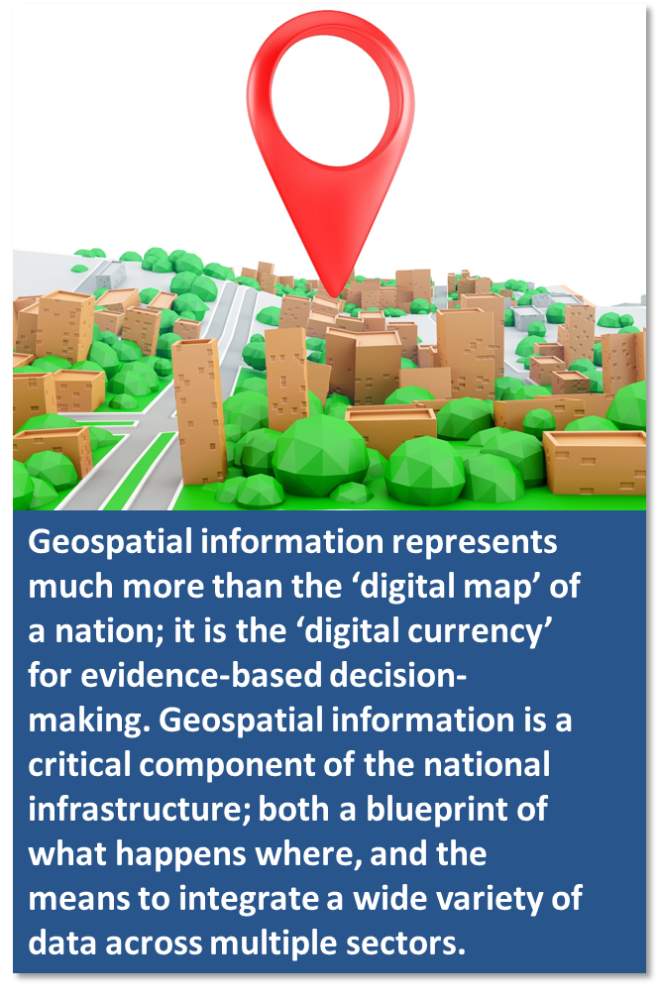 Geospatial information represents
much more than the ‘digital map’ of
a nation; it is the ‘digital currency’
for evidence-based decision-
making. Geospatial information is a
critical component of the national
infrastructure; both a blueprint of
what happens where, and the
means to integrate a wide variety of
data across multiple sectors.